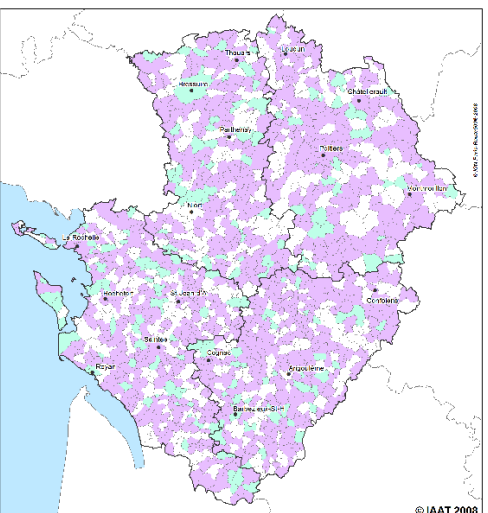 Loudun
Thouars
Bressuire
Châtellerault
Parthenay
Poitiers
Montmorillon
Niort
La Rochelle
Rochefort
St Jean d'A
Confolens
Saintes
Cognac
Royan
Angoulême
Barbezieux-St-H
© IAAT 2008